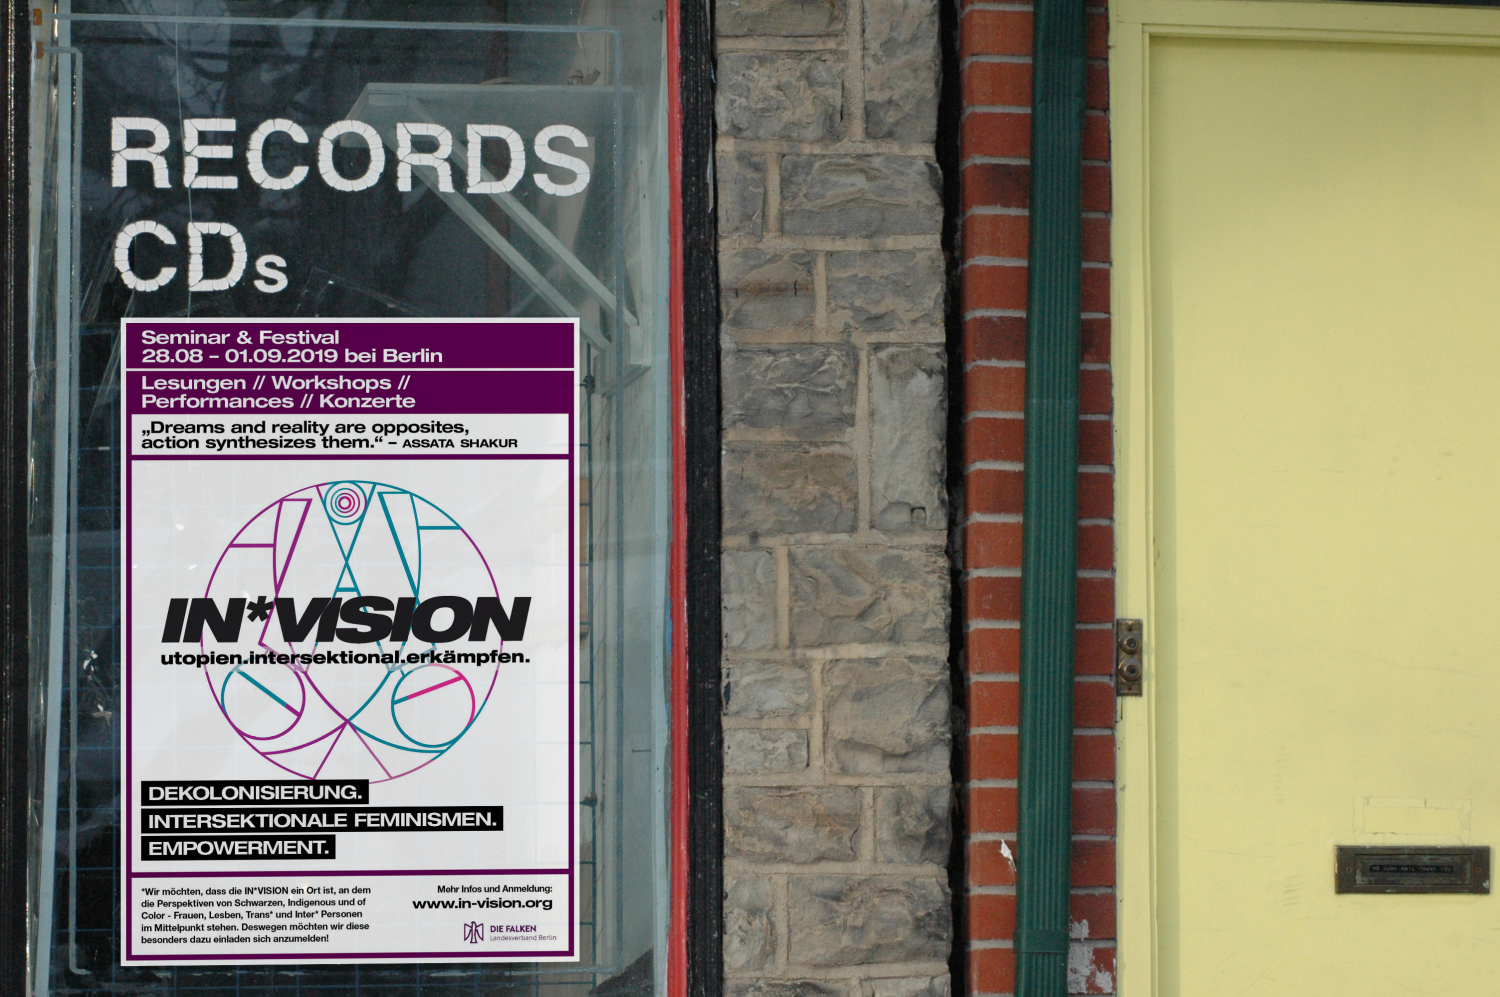 RECORDS
CDs
Seminar & Festival
28.08 – 01.09.2019 bei Berlin
Lesungen // Workshops //
Performances // Konzerte
„Dreams and reality are opposites,
action synthesizes them.“ – ASSATA SHAKUR
IN*VISION
utopien.intersektional.erkämpfen.
DEKOLONISIERUNG.
INTERSEKTIONALE FEMINISMEN.
EMPOWERMENT.
*Wir möchten, dass die IN*VISION ein Ort ist, an dem
die Perspektiven von Schwarzen, Indigenous und of
Color - Frauen, Lesben, Trans* und Inter* Personen
im Mittelpunkt stehen. Deswegen möchten wir diese
besonders dazu einladen sich anzumelden!
Mehr Infos und Anmeldung:
www.in-vision.org
DIE FALKEN
Landesverband Berlin